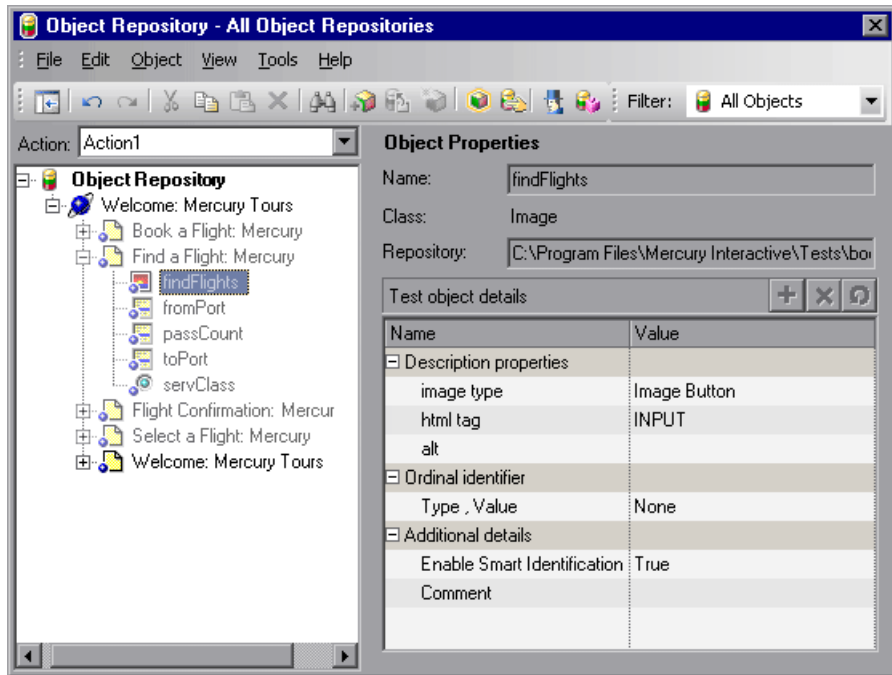 Object Repository - All Object Repositories
File Edit Object View Tools Help
Filter: All Objects
Action: Action1
Object Repository
Welcome: Mercury Tours
Book a Flight: Mercury
Find a Flight: Mercury
findFlights
fromPort
passCount
toPort
servClass
Flight Confirmation: Mercur
Select a Flight: Mercury
Welcome: Mercury Tours
Object Properties
Name: findFlights
Class: Image
Repository: C:\Program Files\Mercury Interactive\Tests\bo
Test object details
Name Value
Description properties
image type Image Button
html tag INPUT
alt
Ordinal identifier
Type , Value None
Additional details
Enable Smart Identification True
Comment